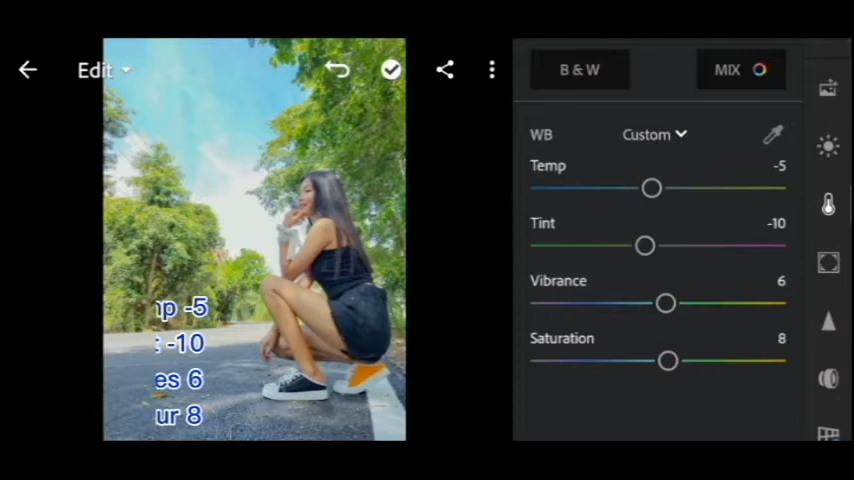 Edit
B & W
MIX
WB
Custom
Temp
-5
Tint
-10
Vibrance
6
Saturation
8
-5
-10
es 6
ur 8